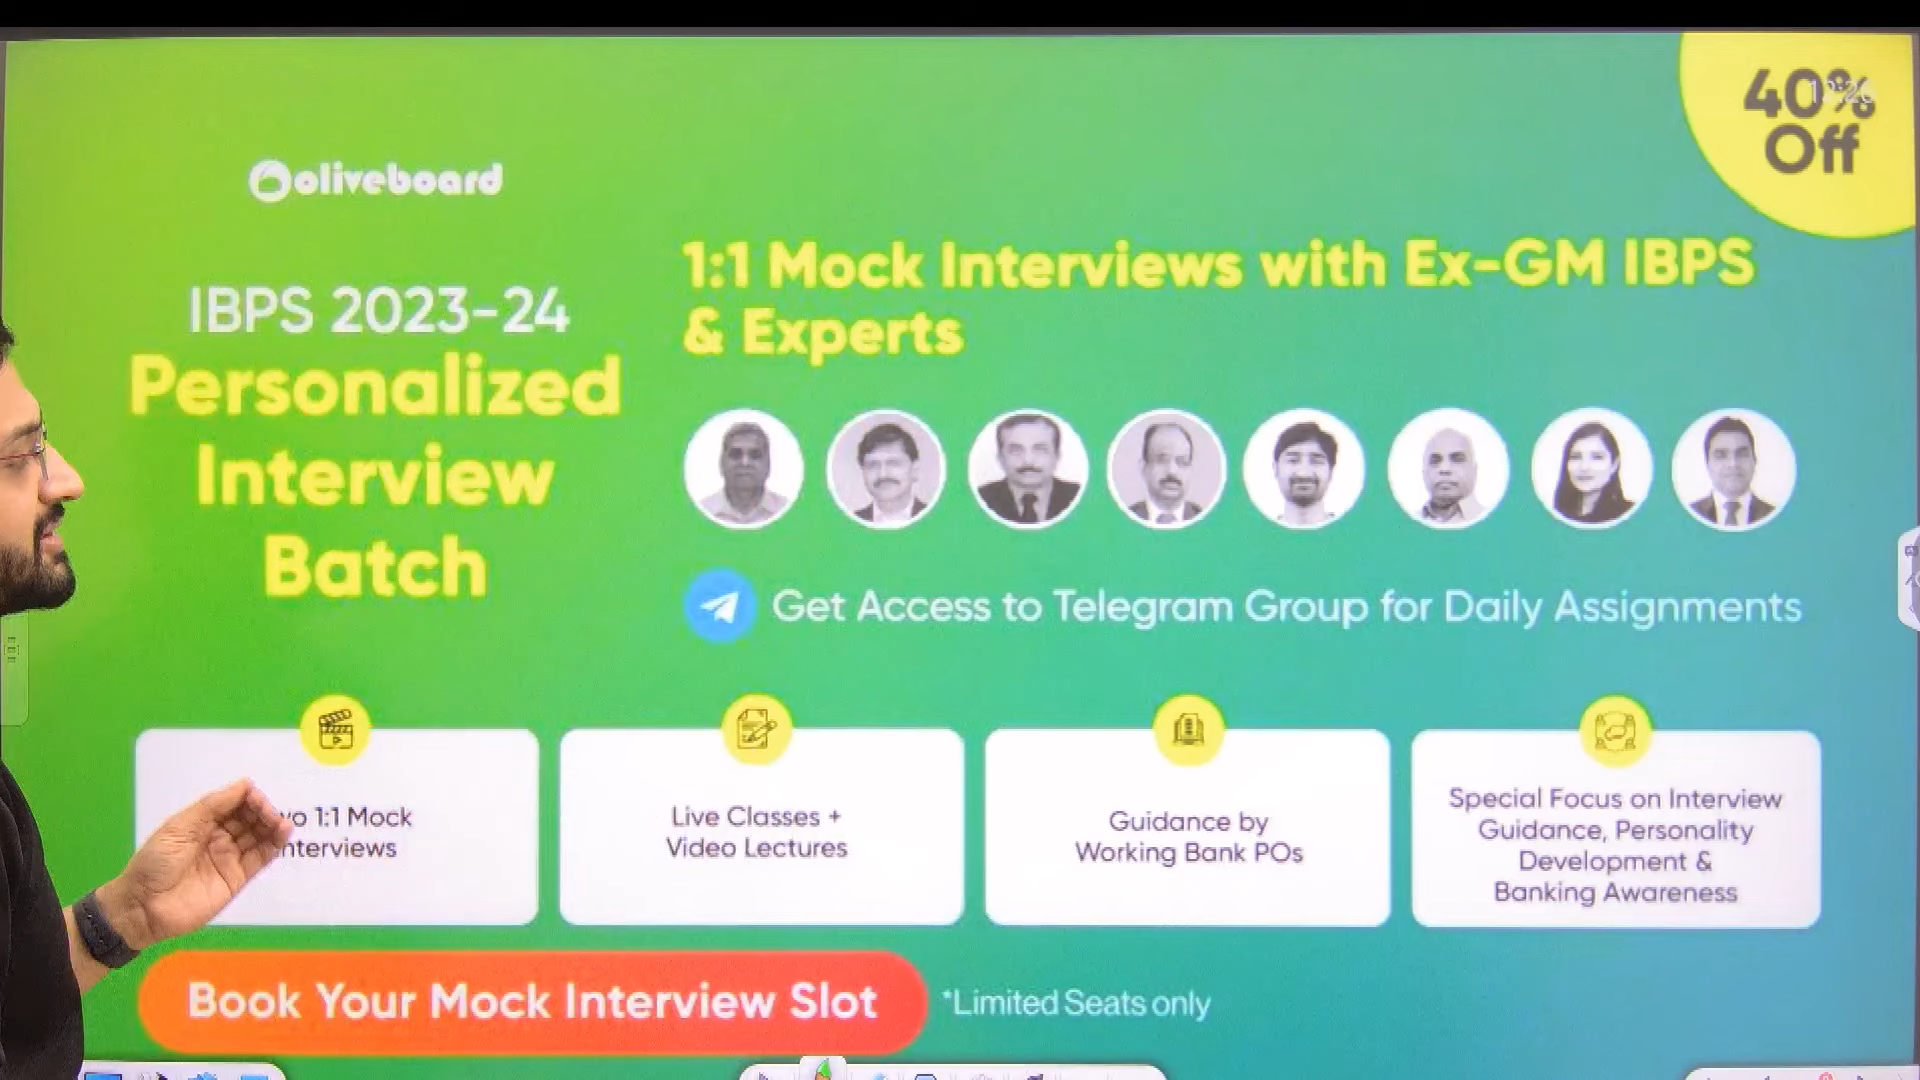 40%
Off
oliveboard
IBPS 2023-24
Personalized
Interview
Batch
1:1 Mock Interviews with Ex-GM IBPS
& Experts
Get Access to Telegram Group for Daily Assignments
1:1 Mock
Live Classes +
Video Lectures
Guidance by
Working Bank POs
Special Focus on Interview
Guidance, Personality
Development &
Banking Awareness
Book Your Mock Interview Slot
*Limited Seats only